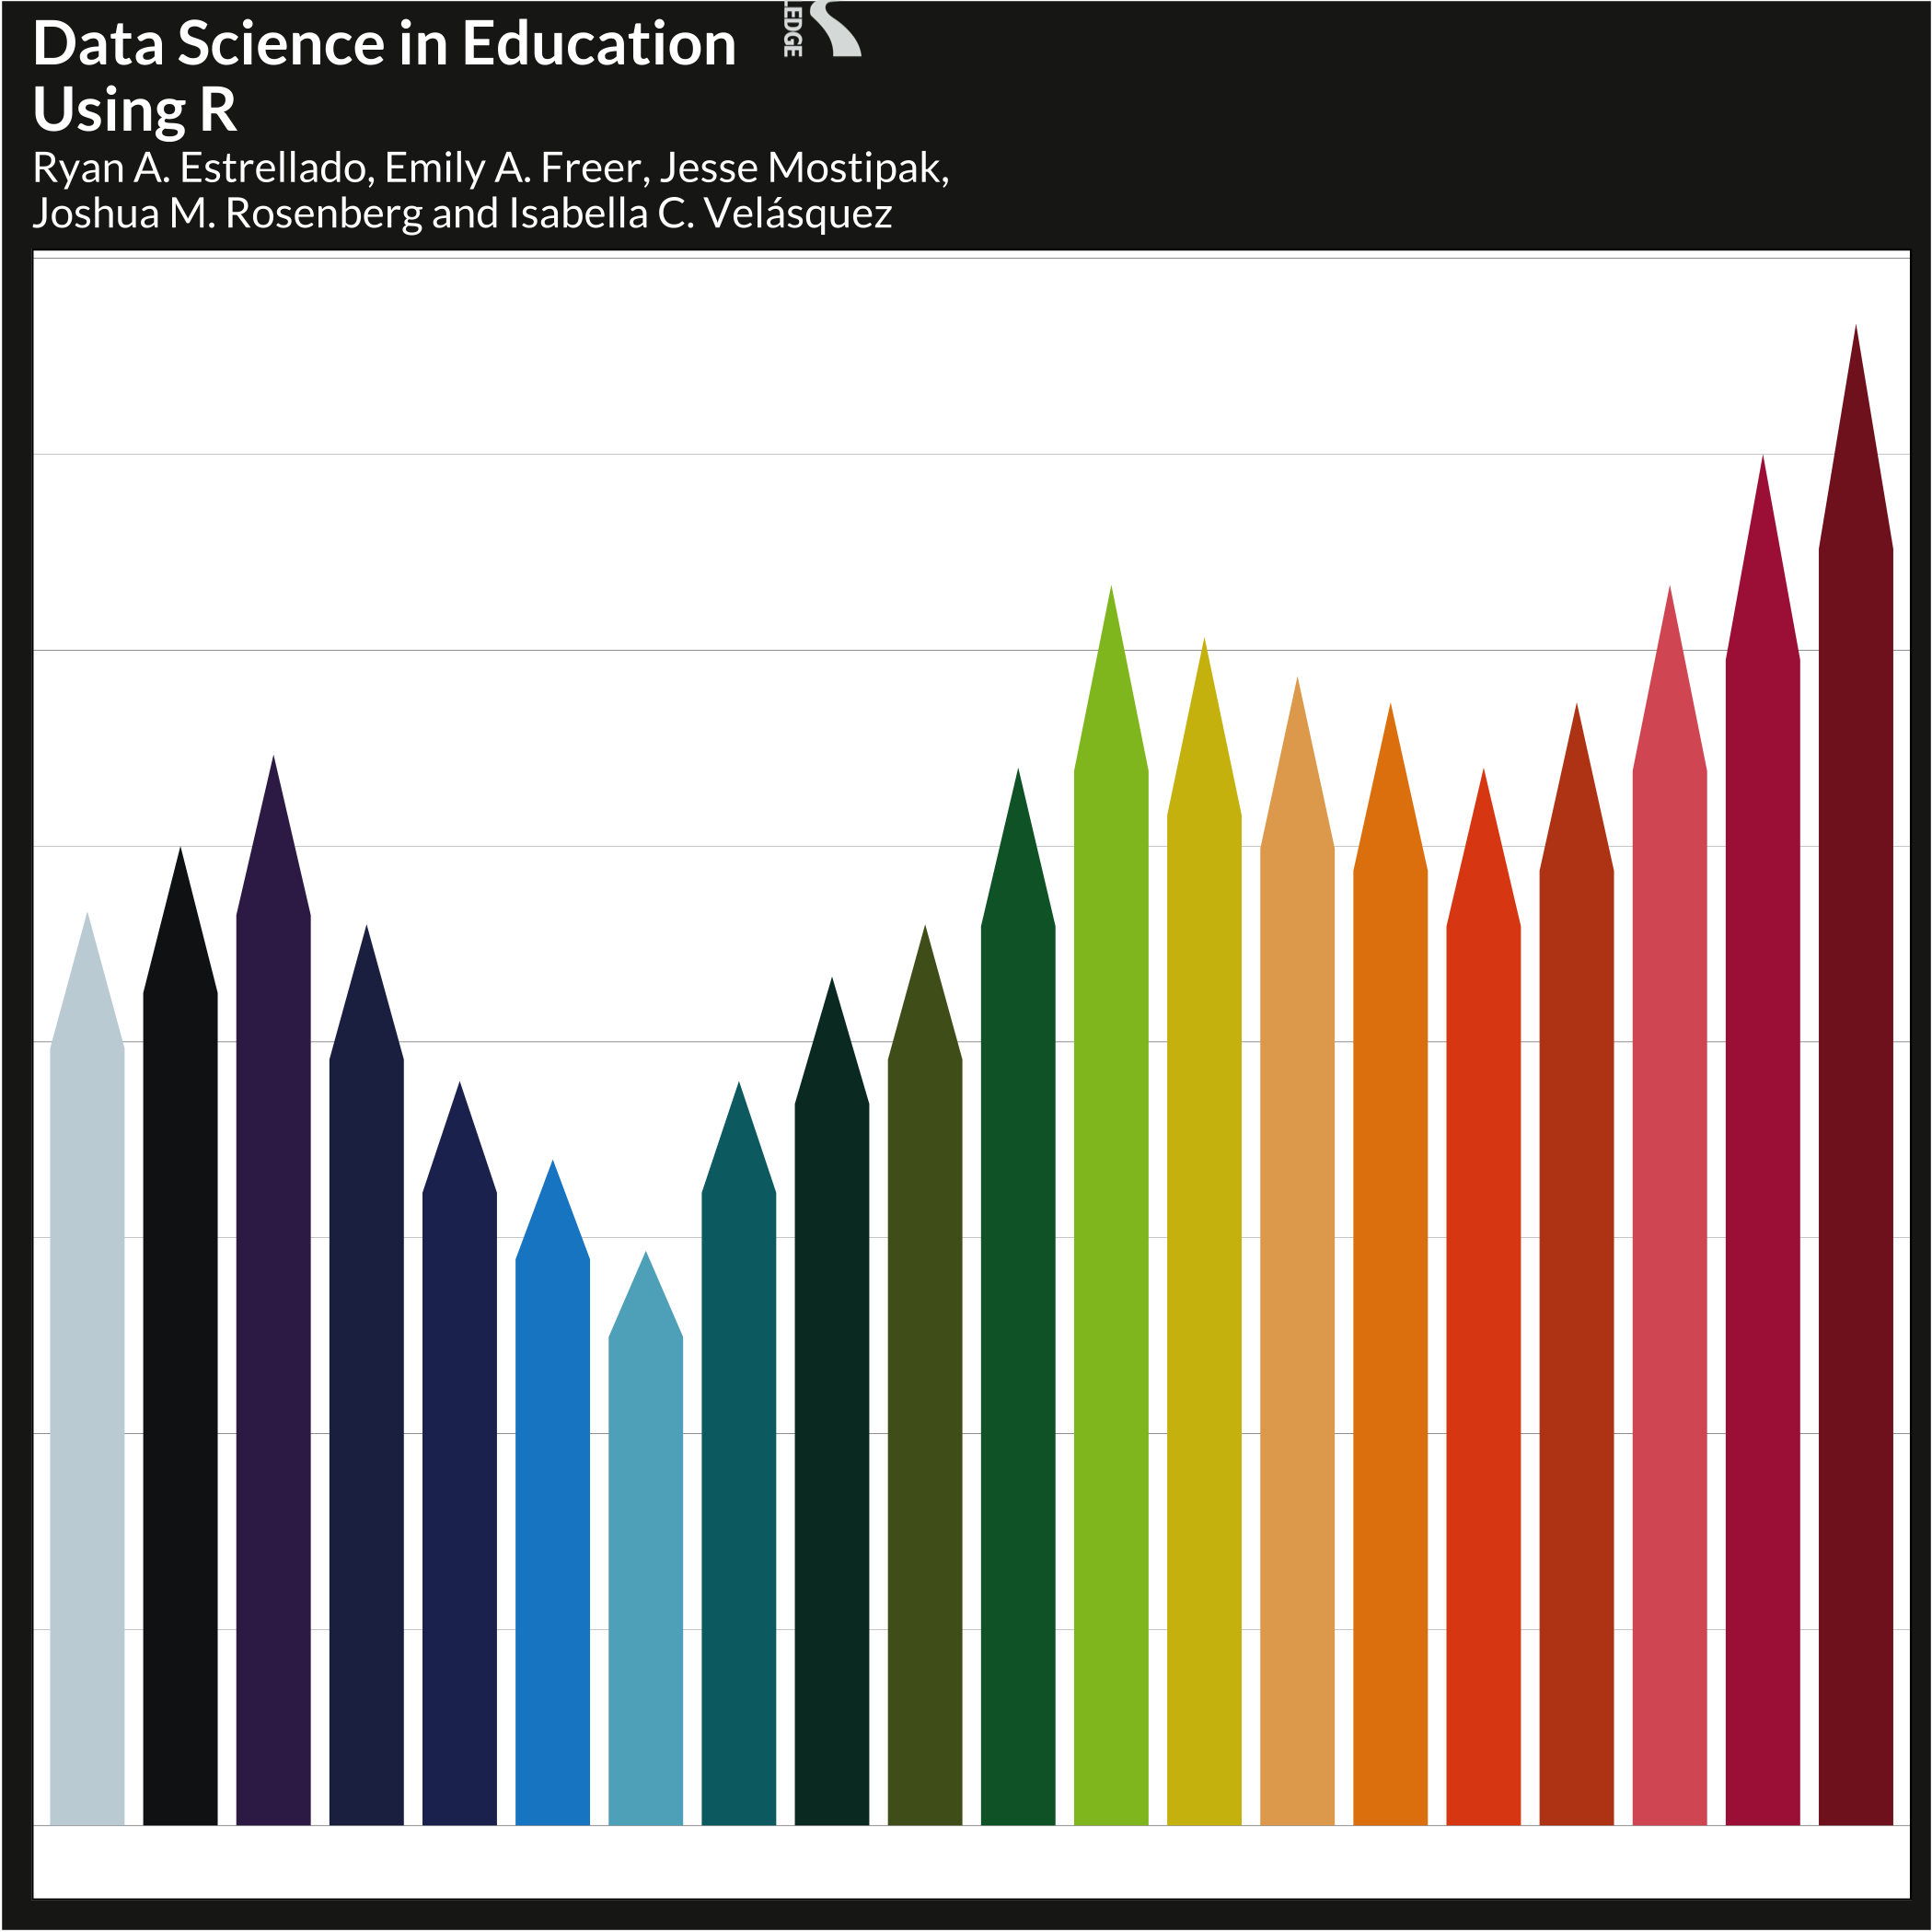 Data Science in Education
Using R
Ryan A. Estrellado, Emily A. Freer, Jesse Mostipak,
Joshua M. Rosenberg and Isabella C. Velásquez
LEDGE